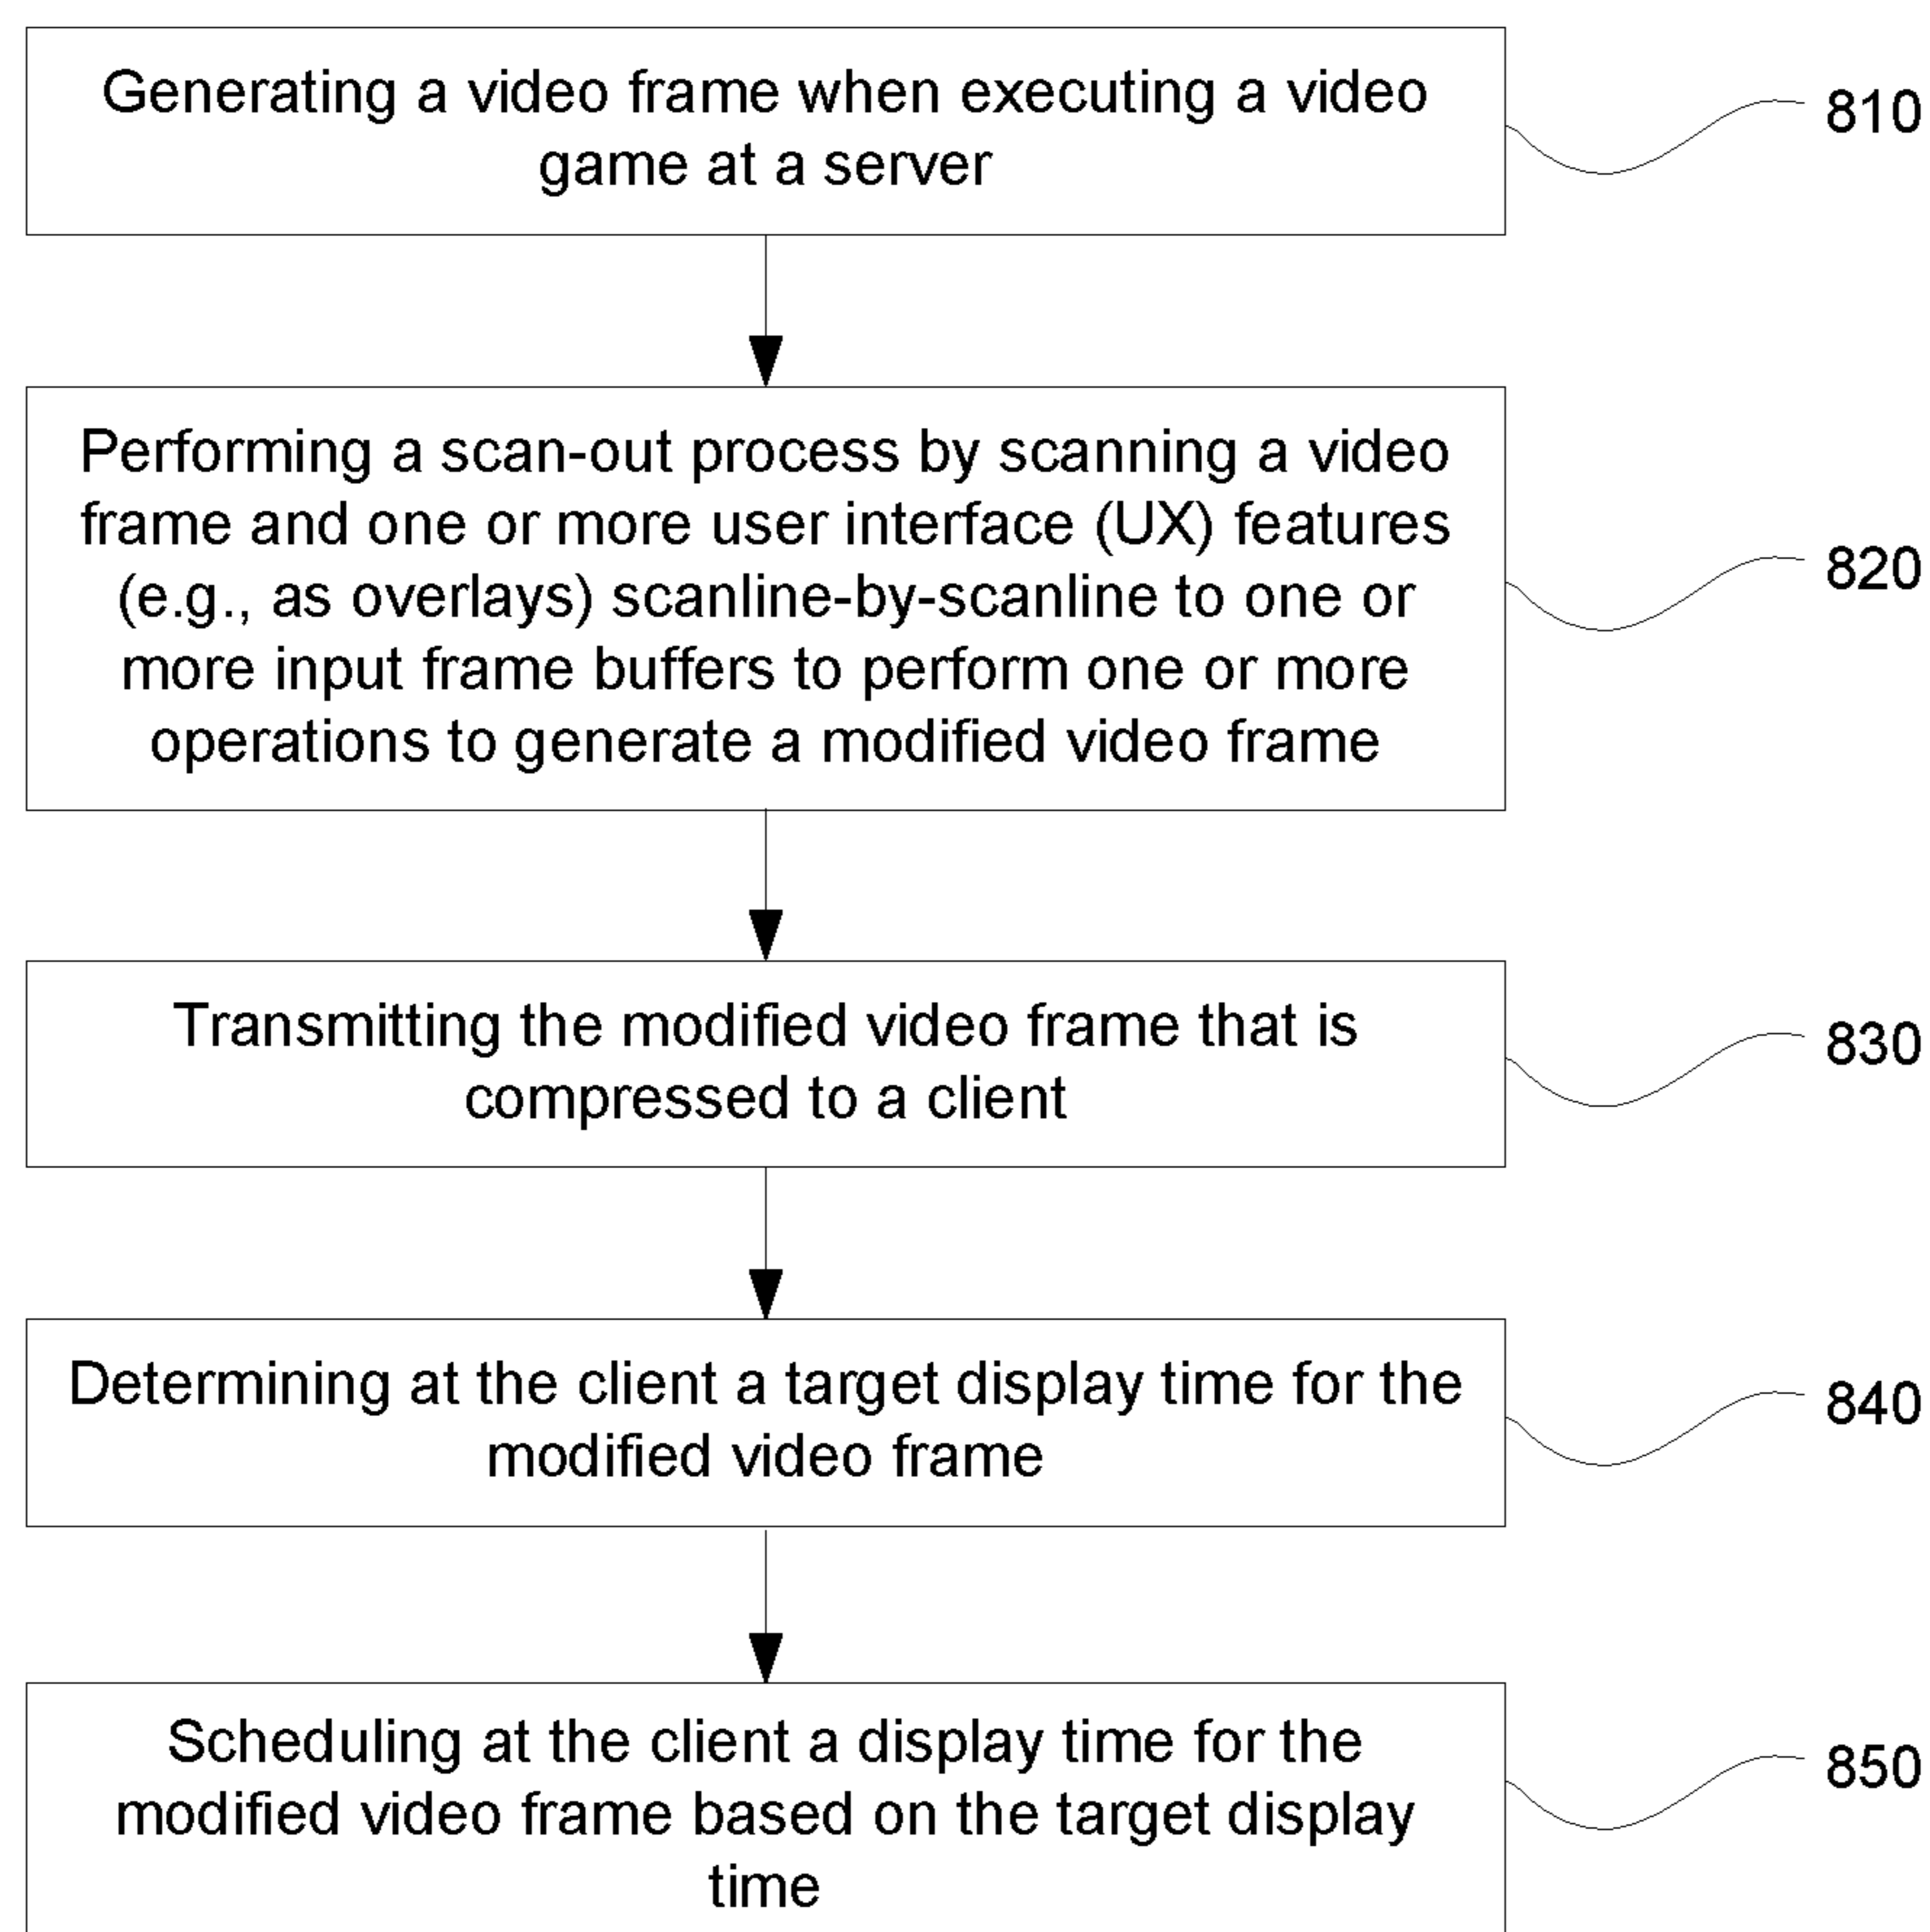 Generating a video frame when executing a video
game at a server
810
Performing a scan-out process by scanning a video
frame and one or more user interface (UX) features
(e.g., as overlays) scanline-by-scanline to one or
more input frame buffers to perform one or more
operations to generate a modified video frame
820
Transmitting the modified video frame that is
compressed to a client
830
Determining at the client a target display time for the
modified video frame
840
Scheduling at the client a display time for the
modified video frame based on the target display
time
850